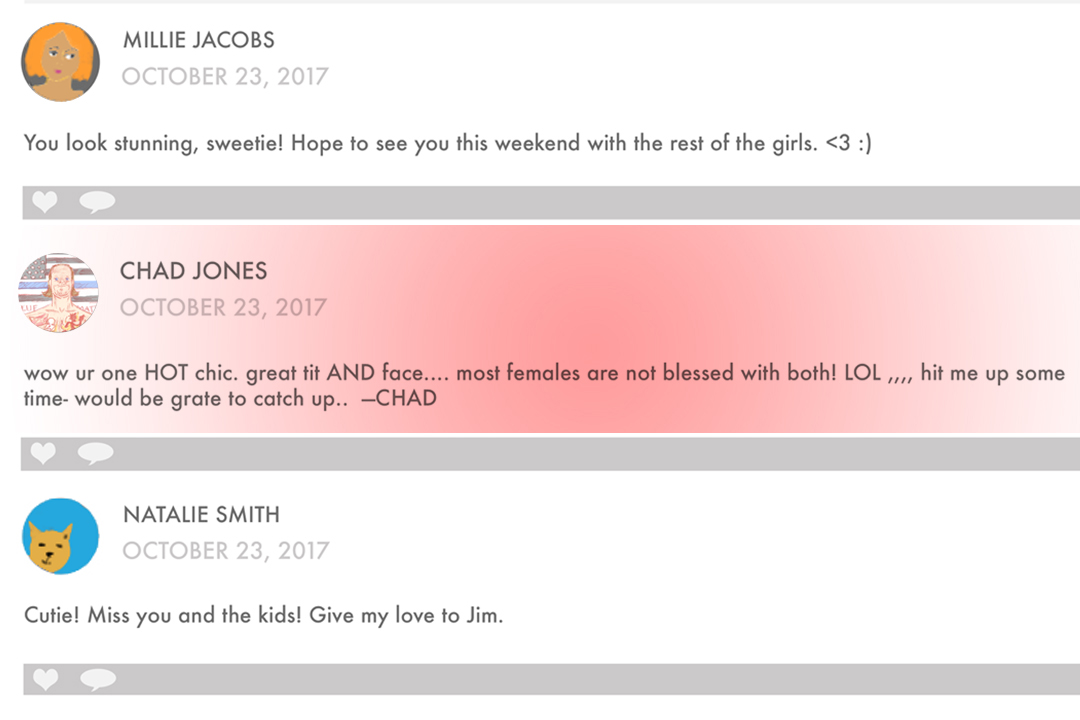 MILLIE JACOBS
OCTOBER 23, 2017
You look stunning, sweetie! Hope to see you this weekend with the rest of the girls. <3 :)
CHAD JONES
OCTOBER 23, 2017
wow ur one HOT chic. great tit AND face.... most females are not blessed with both! LOL ,,,, hit me up some
time- would be grate to catch up.. —CHAD
NATALIE SMITH
OCTOBER 23, 2017
Cutie! Miss you and the kids! Give my love to Jim.